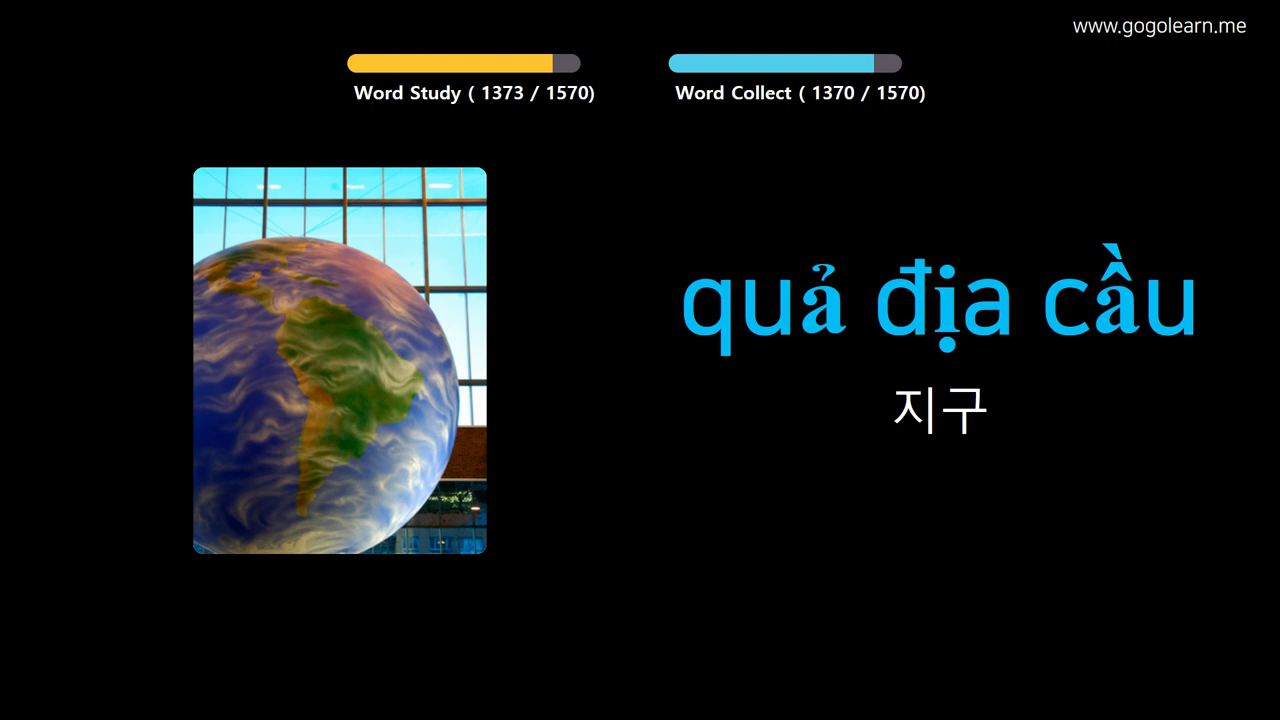 www.gogolearn.me
Word Study ( 1373 / 1570)
Word Collect ( 1370 / 1570)
quả địa cầu
지구